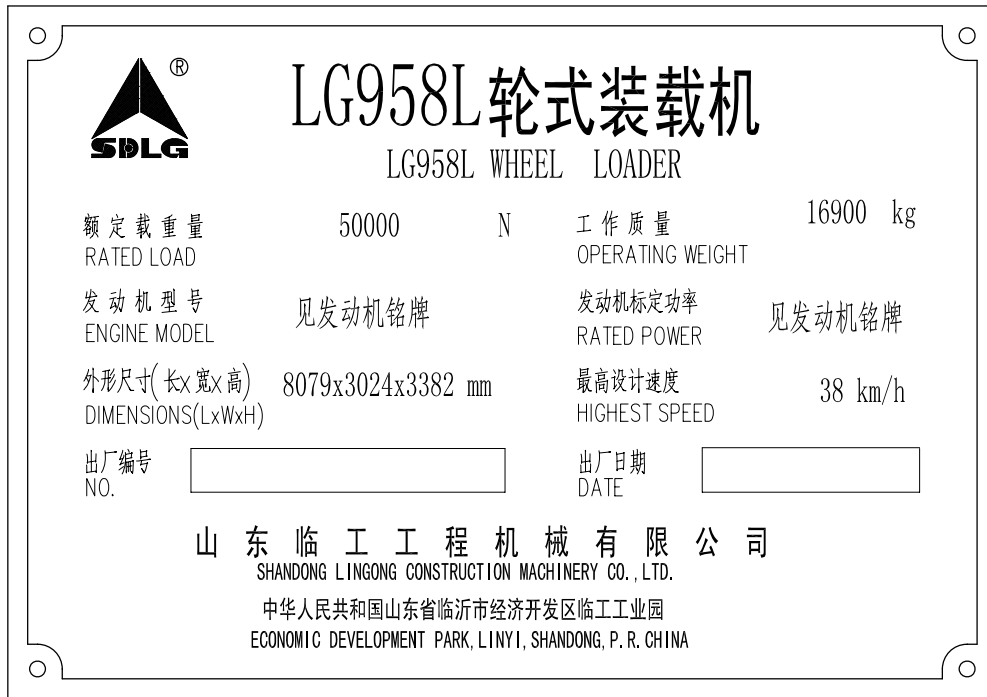 ®
SDLG
LG958L轮式装载机
LG958L WHEEL LOADER
额定载重量 50000 N
RATED LOAD
工作质量 16900 kg
OPERATING WEIGHT
发动机型号 见发动机铭牌
ENGINE MODEL
发动机标定功率 见发动机铭牌
RATED POWER
外形尺寸(长x宽x高) 8079x3024x3382 mm
DIMENSIONS(LxWxH)
最高设计速度 38 km/h
HIGHEST SPEED
出厂编号
NO.
出厂日期
DATE
山东临工工程机械有限公司
SHANDONG LINGONG CONSTRUCTION MACHINERY CO.,LTD.
中华人民共和国山东省临沂市经济开发区临工工业园
ECONOMIC DEVELOPMENT PARK,LINYI,SHANDONG,P.R.CHINA